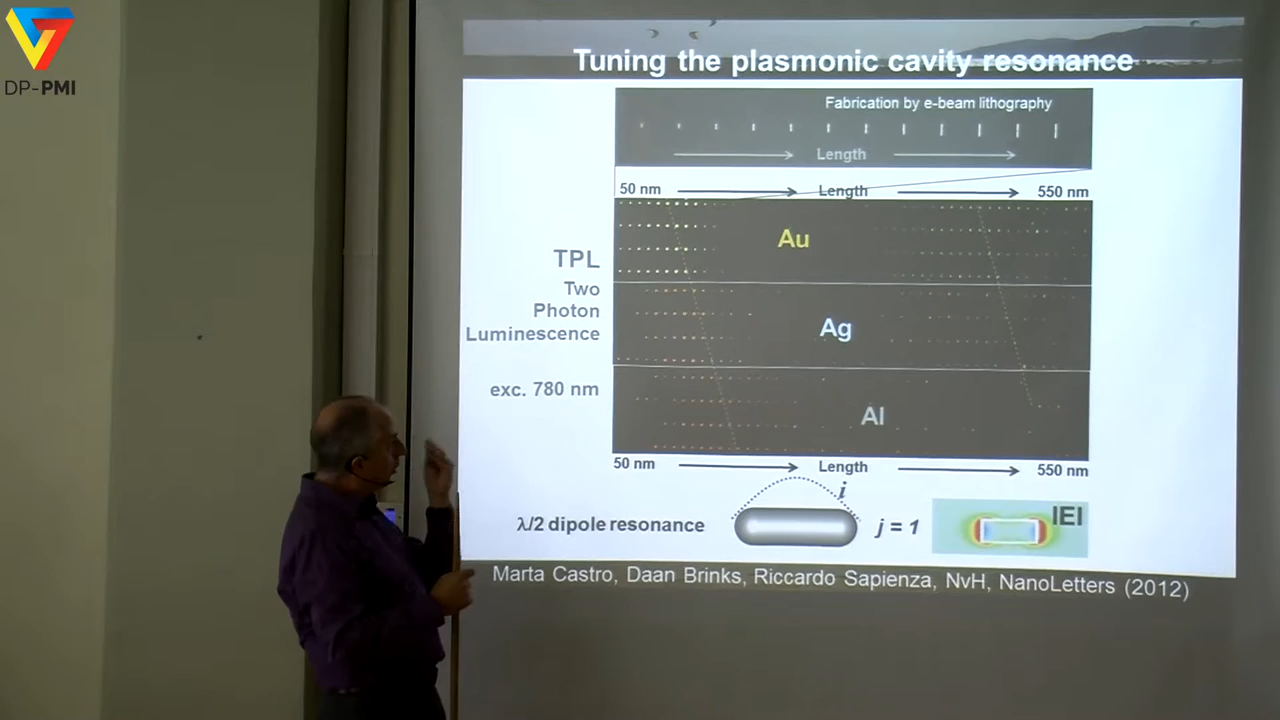 DP-PMI
Tuning the plasmonic cavity resonance
Fabrication by e-beam lithography
Length
50 nm
Length
550 nm
Au
TPL
Two
Photon
Luminescence
Ag
exc. 780 nm
Al
50 nm
Length
550 nm
λ/2 dipole resonance
j
j = 1
IEI
Marta Castro, Daan Brinks, Riccardo Sapienza, NvH, NanoLetters (2012)